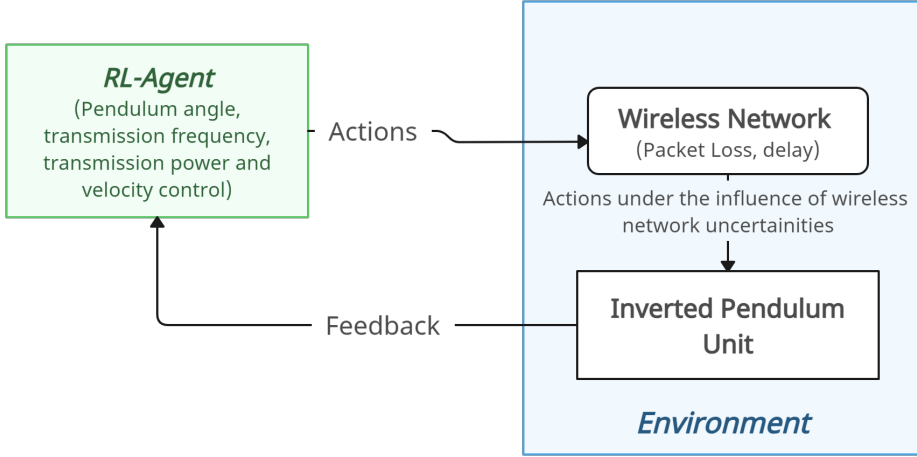 RL-Agent
(Pendulum angle,
transmission frequency,
transmission power and
velocity control)
Actions
Wireless Network
(Packet Loss, delay)
Actions under the influence of wireless
network uncertainities
Inverted Pendulum
Unit
Feedback
Environment